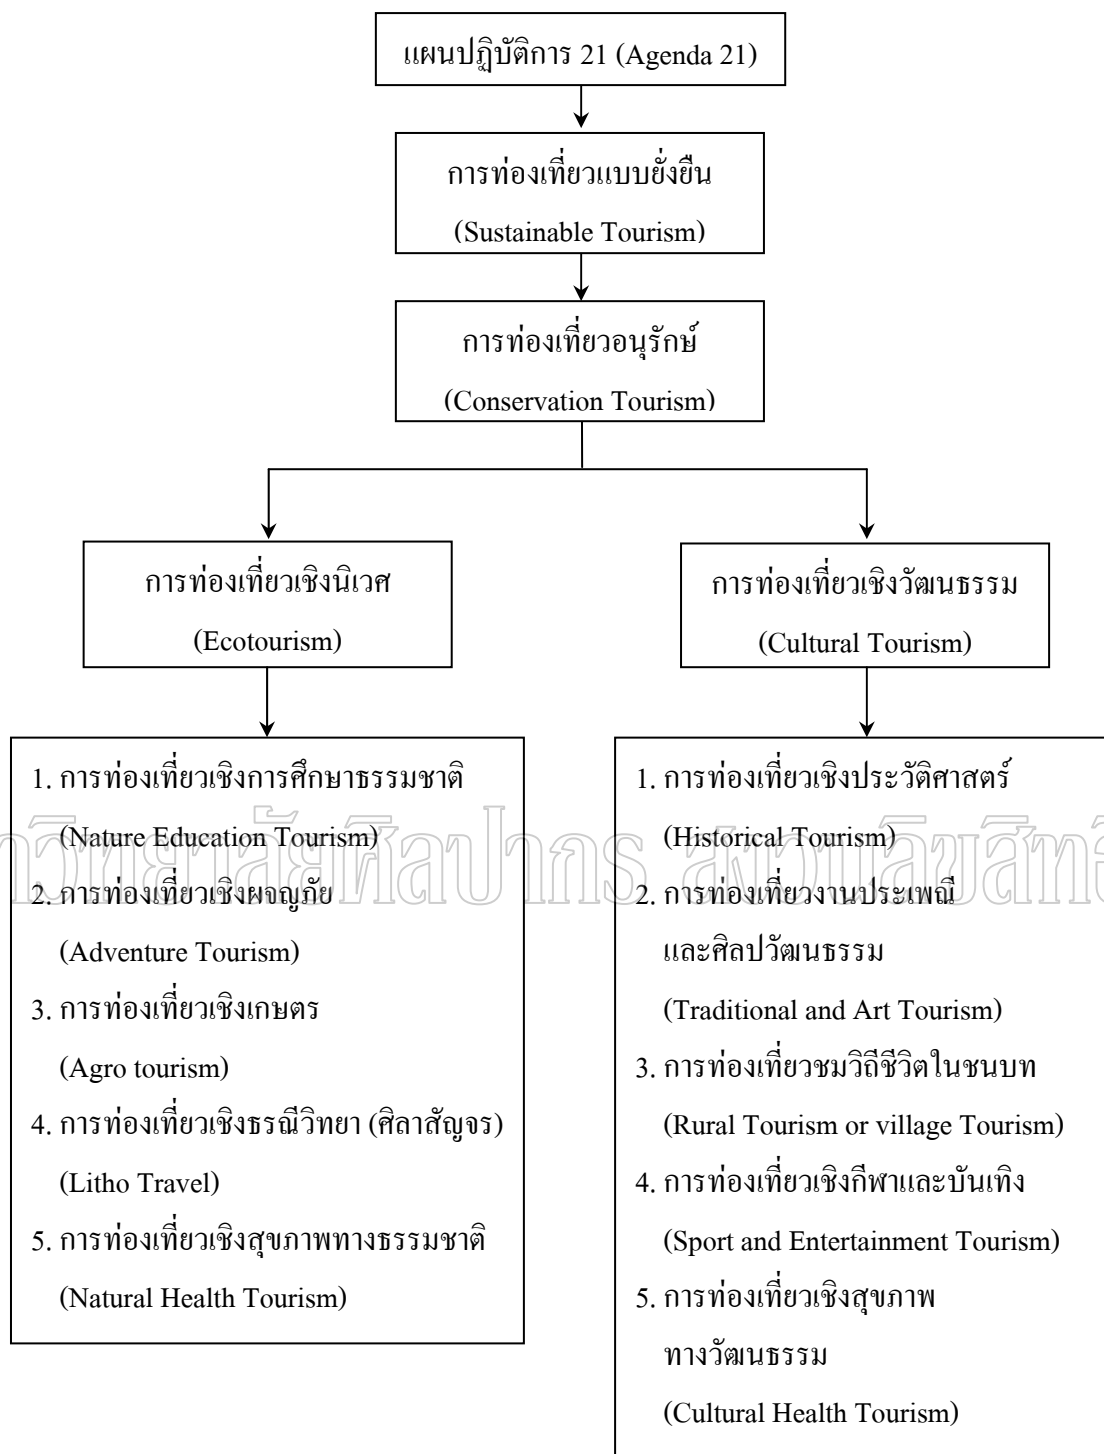 แผนปฏิบัติการ 21 (Agenda 21)
การท่องเที่ยวแบบยั่งยืน
(Sustainable Tourism)
การท่องเที่ยวอนุรักษ์
(Conservation Tourism)
การท่องเที่ยวเชิงนิเวศ
(Ecotourism)
การท่องเที่ยวเชิงวัฒนธรรม
(Cultural Tourism)
1. การท่องเที่ยวเชิงการศึกษาธรรมชาติ
(Nature Education Tourism)
2. การท่องเที่ยวเชิงผจญภัย
(Adventure Tourism)
3. การท่องเที่ยวเชิงเกษตร
(Agro tourism)
4. การท่องเที่ยวเชิงธรณีวิทยา (ศิลาสัญจร)
(Litho Travel)
5. การท่องเที่ยวเชิงสุขภาพทางธรรมชาติ
(Natural Health Tourism)
1. การท่องเที่ยวเชิงประวัติศาสตร์
(Historical Tourism)
2. การท่องเที่ยวงานประเพณี
และศิลปวัฒนธรรม
(Traditional and Art Tourism)
3. การท่องเที่ยวชมวิถีชีวิตในชนบท
(Rural Tourism or village Tourism)
4. การท่องเที่ยวเชิงกีฬาและบันเทิง
(Sport and Entertainment Tourism)
5. การท่องเที่ยวเชิงสุขภาพ
ทางวัฒนธรรม
(Cultural Health Tourism)